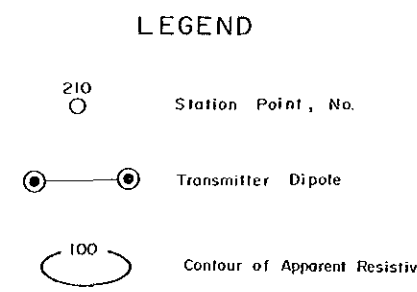 LEGEND
210
Station Point, No.
Transmitter Dipole
100
Contour of Apparent Resistiv